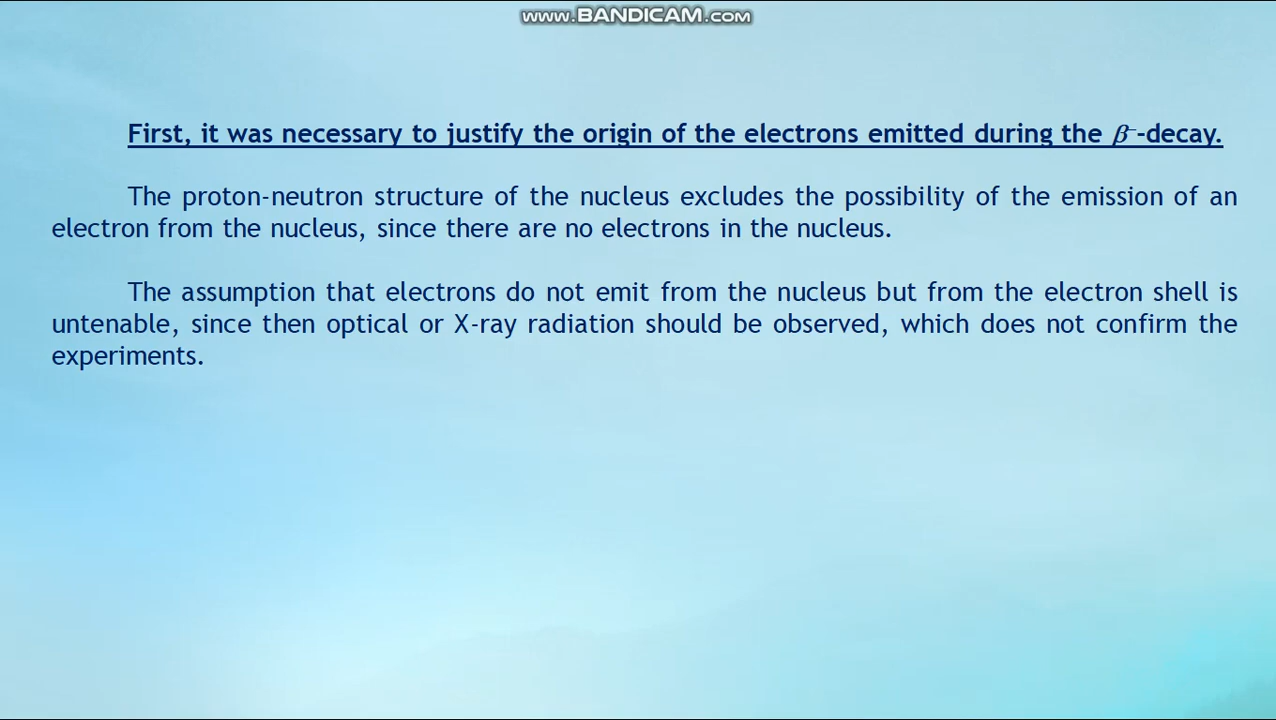 www.BANDICAM.com
First, it was necessary to justify the origin of the electrons emitted during the β⁻-decay.
The proton-neutron structure of the nucleus excludes the possibility of the emission of an
electron from the nucleus, since there are no electrons in the nucleus.
The assumption that electrons do not emit from the nucleus but from the electron shell is
untenable, since then optical or X-ray radiation should be observed, which does not confirm the
experiments.